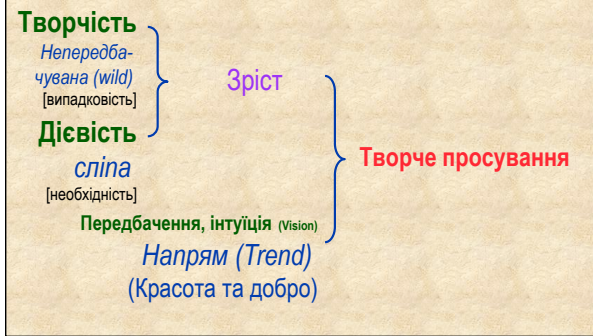 Творчість
Непередба-
чувана (wild)
[випадковість]
Зріст
Дієвість
сліпа
[необхідність]
Творче просування
Передбачення, інтуїція (Vision)
Напрям (Trend)
(Красота та добро)